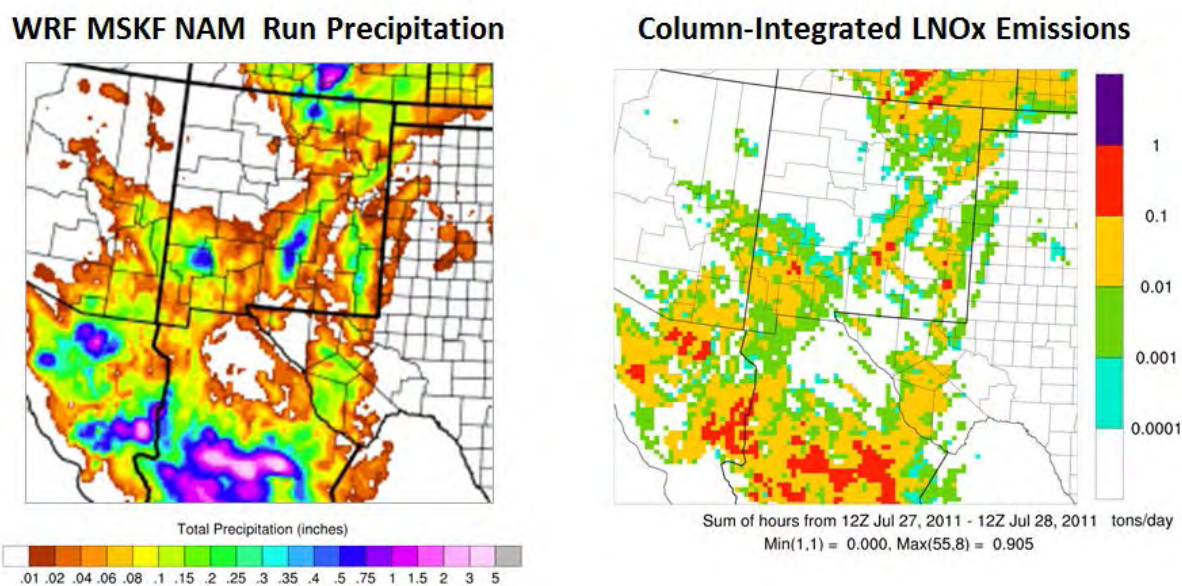 WRF MSKF NAM Run Precipitation
Column-Integrated LNOx Emissions
1
0.1
0.01
0.001
0.0001
Total Precipitation (inches)
.01 .02 .04 .06 .08 .1 .15 .2 .25 .3 .35 .4 .5 .75 1 1.5 2 3 5
Sum of hours from 12Z Jul 27, 2011 - 12Z Jul 28, 2011 tons/day
Min(1,1) = 0.000, Max(55,8) = 0.905